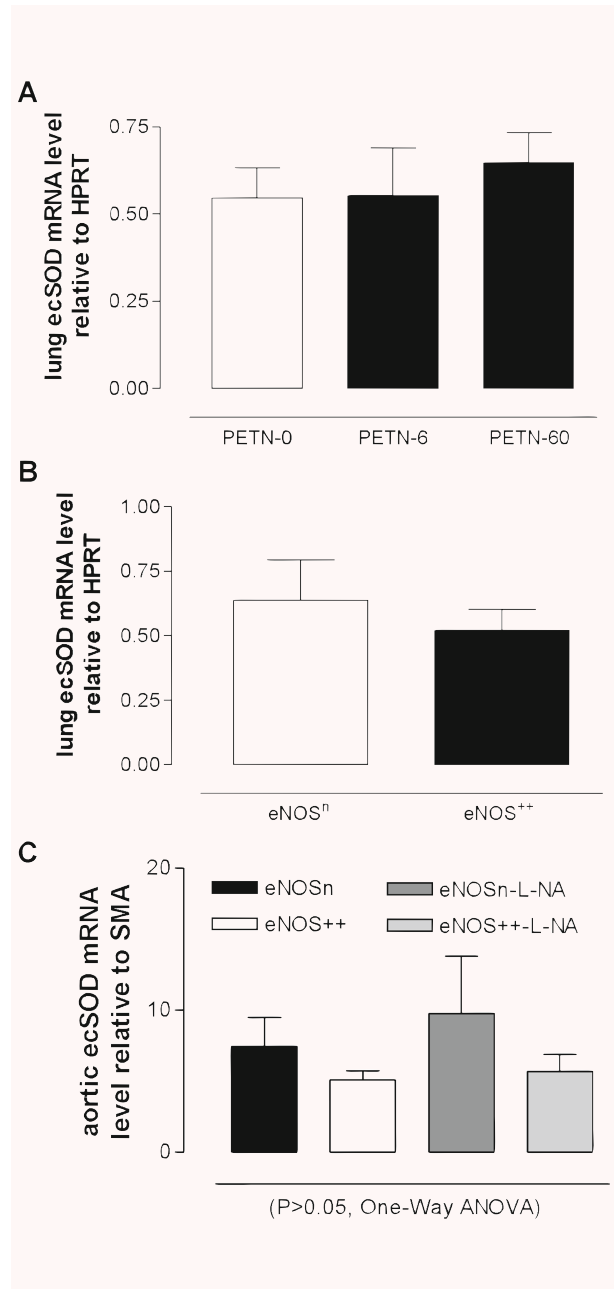 A
lung ecSOD mRNA level
relative to HPRT
0.75
0.50
0.25
0.00
PETN-0 PETN-6 PETN-60
B
lung ecSOD mRNA level
relative to HPRT
1.00
0.75
0.50
0.25
0.00
eNOSⁿ eNOS⁺⁺
C
aortic ecSOD mRNA
level relative to SMA
20
10
0
eNOSn eNOSn-L-NA
eNOS++ eNOS++-L-NA
(P>0.05, One-Way ANOVA)